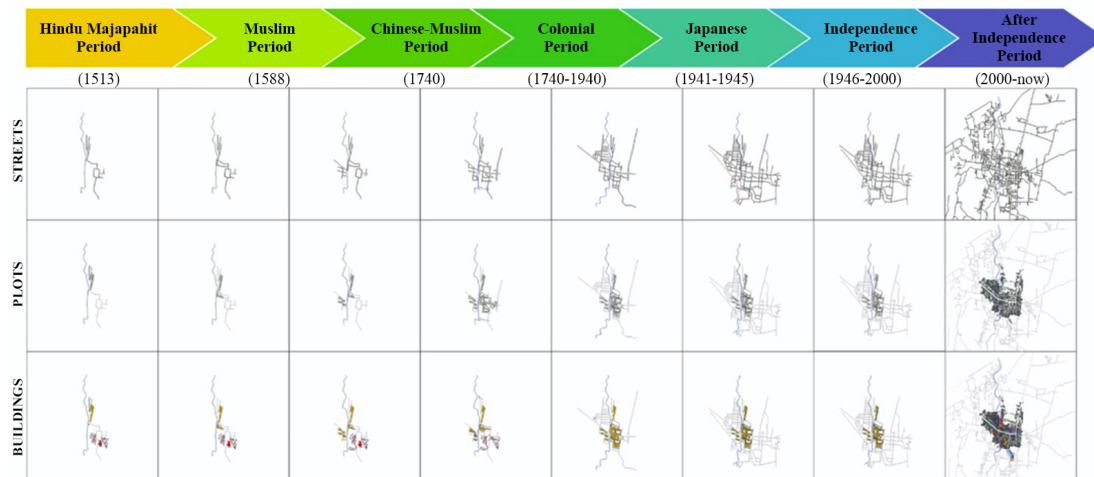 Hindu Majapahit
Period
Muslim
Period
Chinese-Muslim
Period
Colonial
Period
Japanese
Period
Independence
Period
After
Independence
Period
(1513)
(1588)
(1740)
(1740-1940)
(1941-1945)
(1946-2000)
(2000-now)
STREETS
PLOTS
BUILDINGS